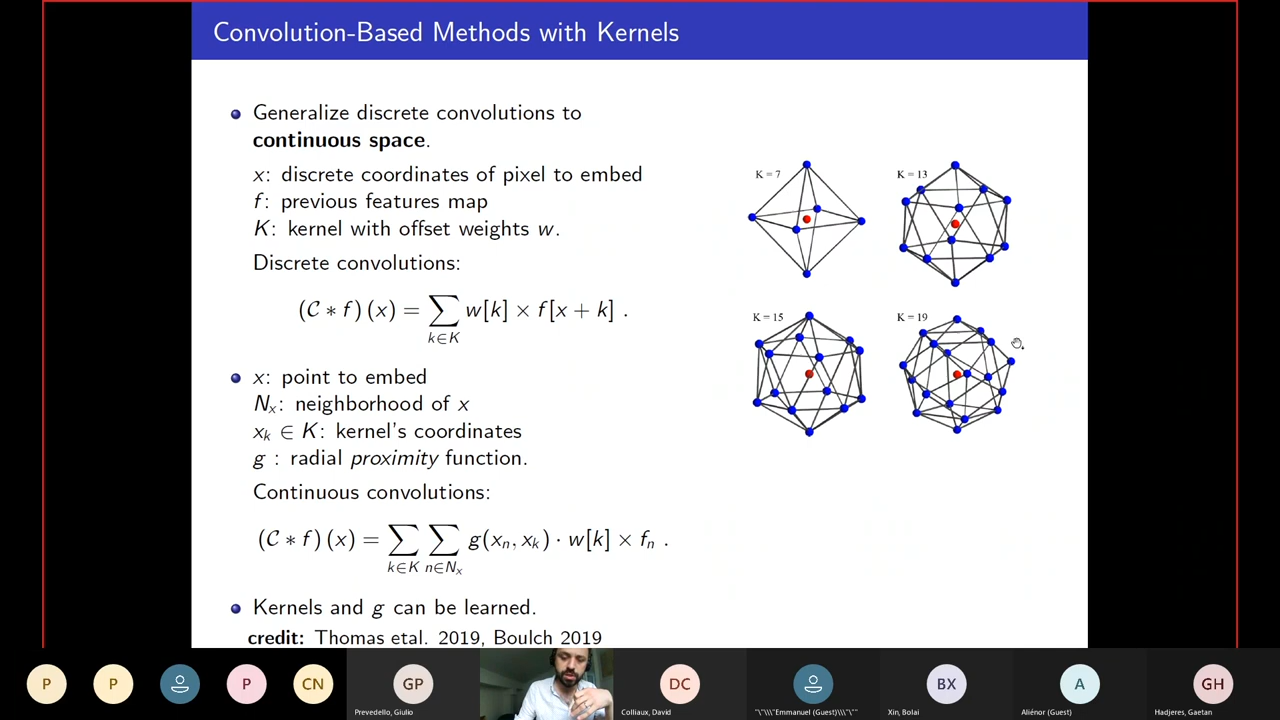 Convolution-Based Methods with Kernels
Generalize discrete convolutions to
continuous space.
x: discrete coordinates of pixel to embed
f: previous features map
K: kernel with offset weights w.
Discrete convolutions:
(C ∗ f) (x) = ∑ w[k] × f[x + k] .
k∈K
x: point to embed
Nₓ: neighborhood of x
xₖ ∈ K: kernel's coordinates
g : radial proximity function.
Continuous convolutions:
(C ∗ f) (x) = ∑ ∑ g(xₙ, xₖ) · w[k] × fₙ .
k∈K n∈Nₓ
Kernels and g can be learned.
credit: Thomas etal. 2019, Boulch 2019
K = 7
K = 13
K = 15
K = 19
P
P
P
CN
GP
Prevedello, Giulio
DC
Colliaux, David
"\"\\\"Emmanuel (Guest)\\\"\""
BX
Xin, Bolai
A
Aliénor (Guest)
GH
Hadjeres, Gaetan